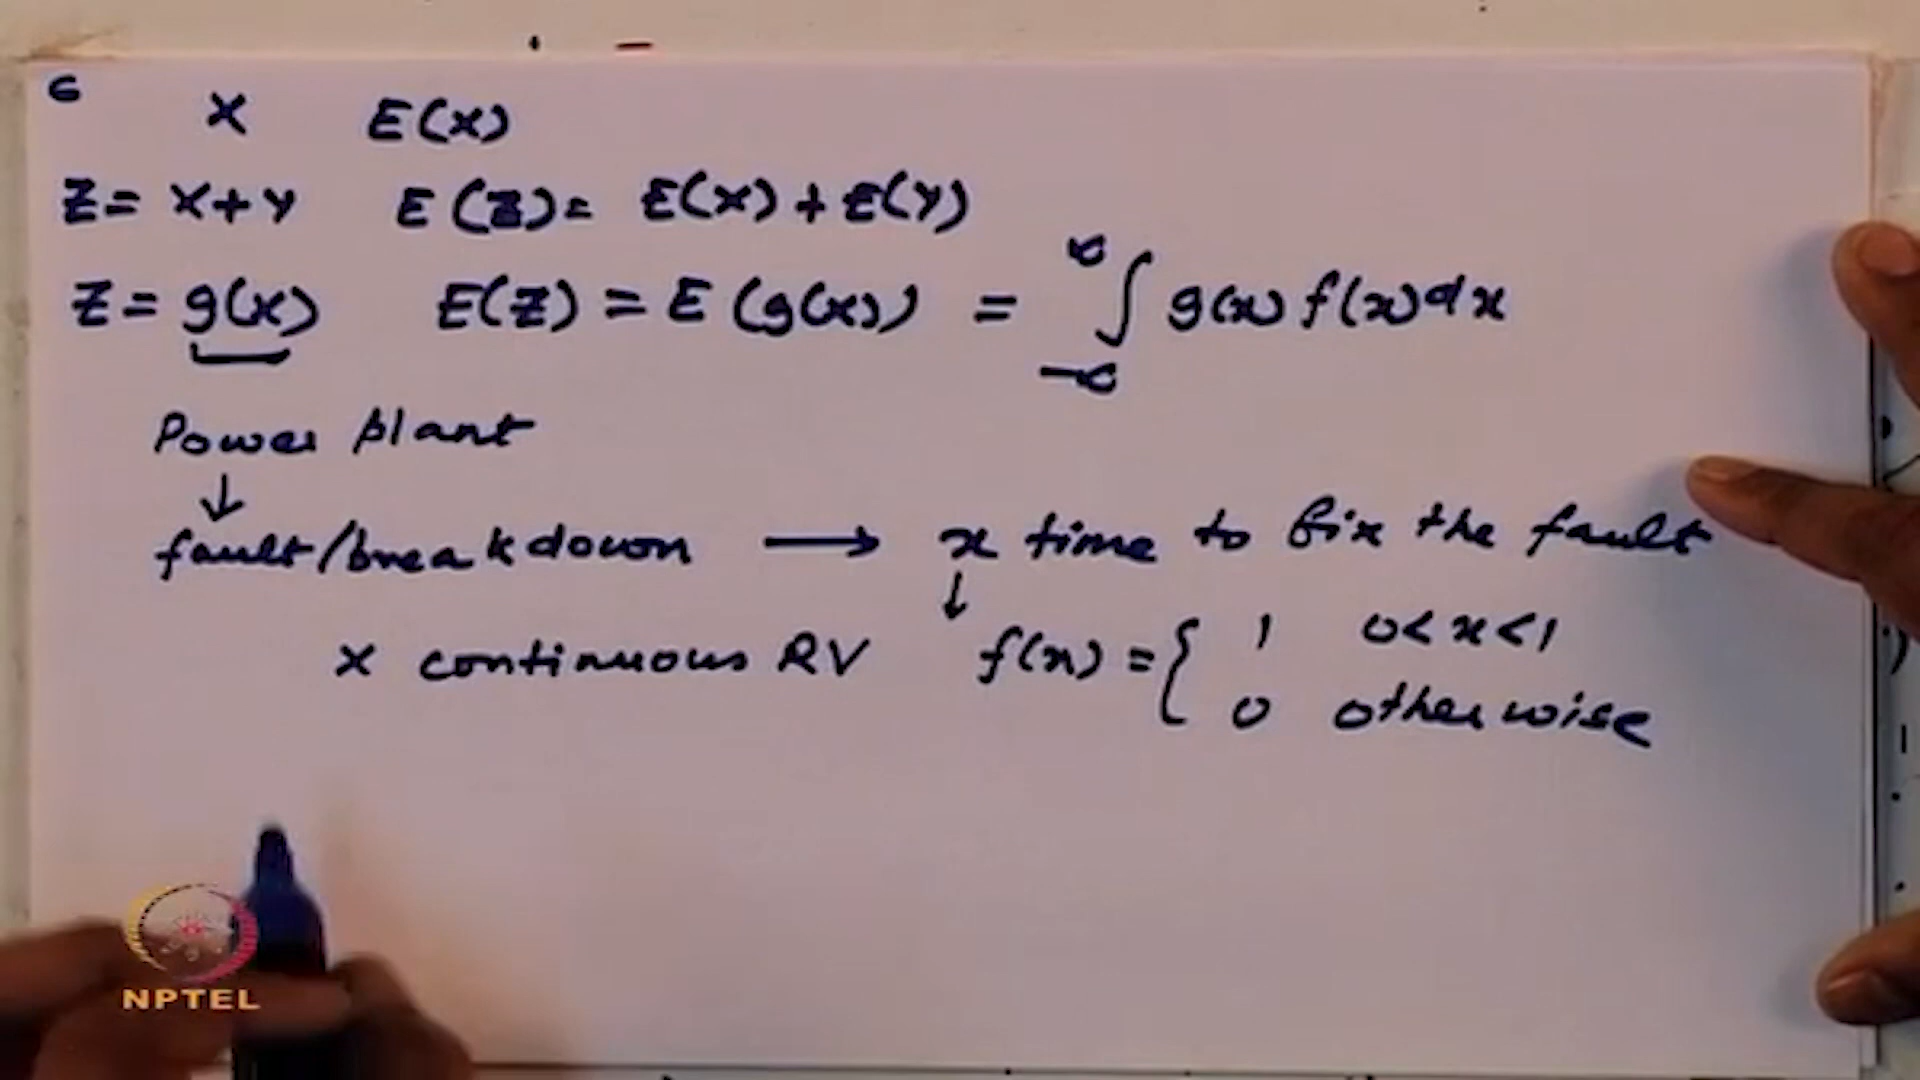 6
X E(X)
Z = X+Y E(Z) = E(X) + E(Y)
Z = g(x) E(Z) = E(g(x)) = ∫_{-∞}^{∞} g(x) f(x) dx
Power plant
↓
fault/breakdown → x time to fix the fault
↓
X continuous RV f(x) = { 1 0<x<1
0 otherwise
NPTEL